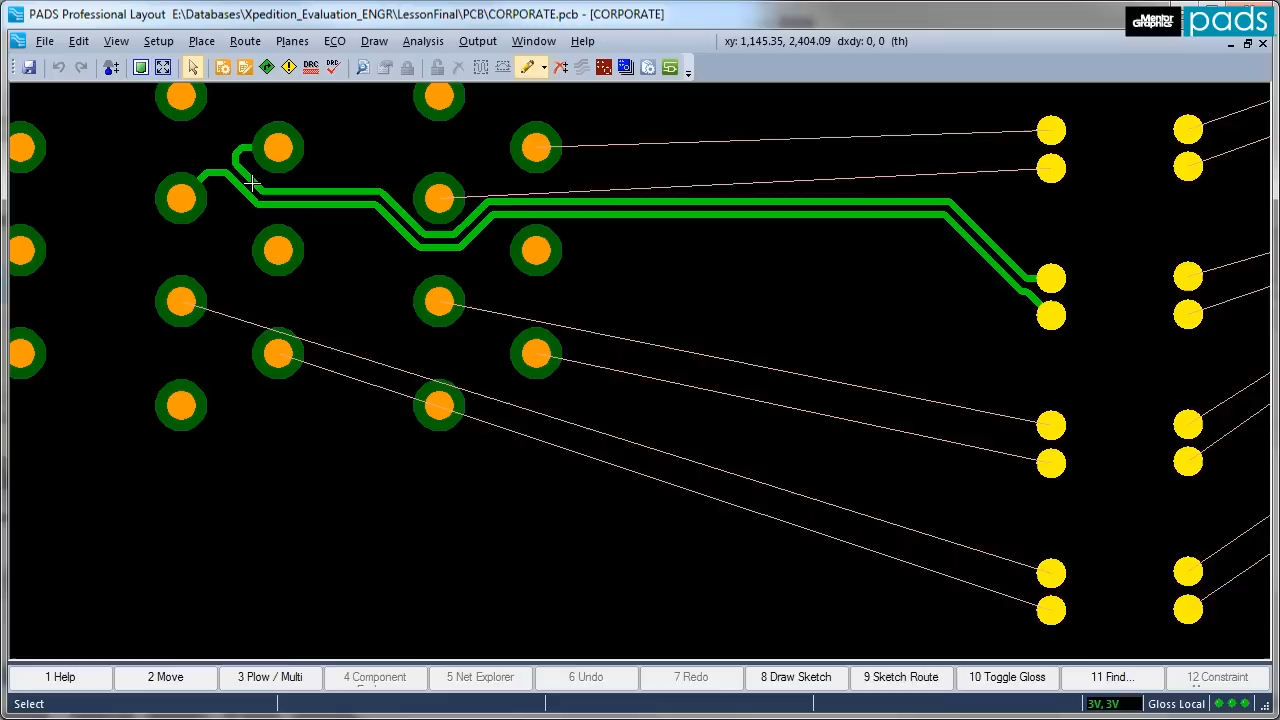 PADS Professional Layout E:\Databases\Xpedition_Evaluation_ENGR\LessonFinal\PCB\CORPORATE.pcb - [CORPORATE]
Mentor Graphics pads
File Edit View Setup Place Route Planes ECO Draw Help
xy: 1,145.35, 2,404.09 dxdy: 0, 0 (th)
DRC DRC
1 Help 2 Move 3 Plow / Multi 4 Component 5 Net Explorer 6 Undo 7 Redo 8 Draw Sketch 9 Sketch Route 10 Toggle Gloss 11 Find... 12 Constraint
Select 3V, 3V Gloss Local